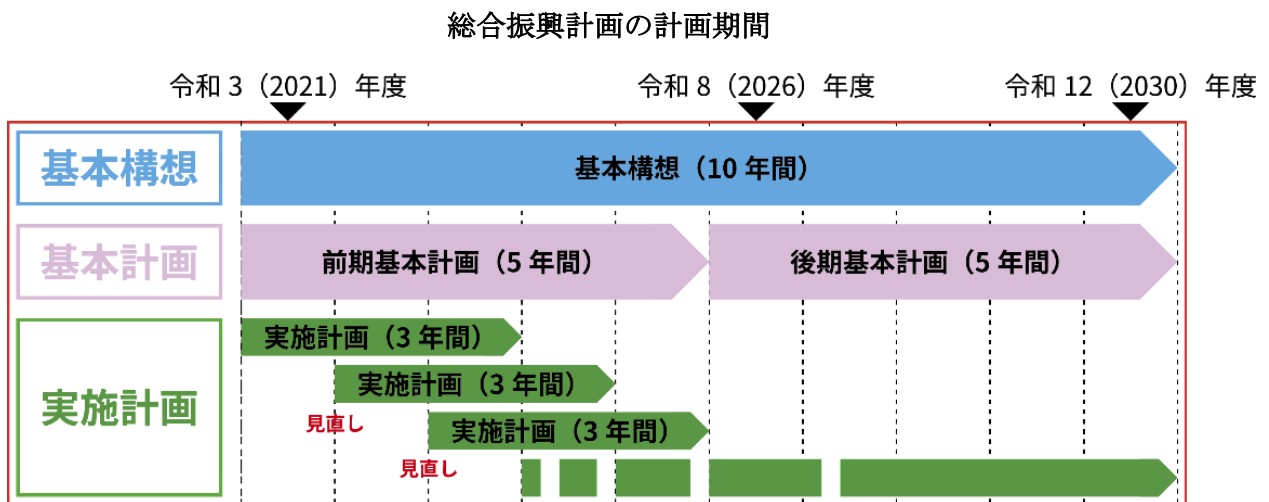 総合振興計画の計画期間
令和 3（2021）年度
令和 8（2026）年度
令和 12（2030）年度
基本構想
基本構想（10 年間）
基本計画
前期基本計画（5 年間）
後期基本計画（5 年間）
実施計画
実施計画（3 年間）
実施計画（3 年間）
見直し
実施計画（3 年間）
見直し